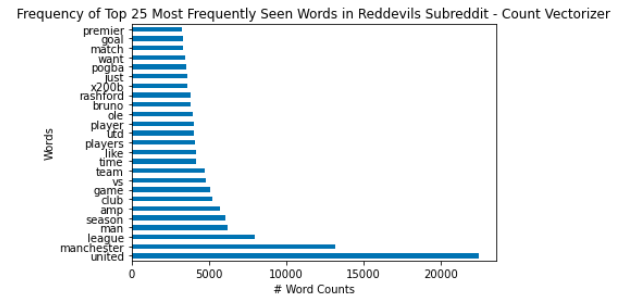 Frequency of Top 25 Most Frequently Seen Words in Reddevils Subreddit - Count Vectorizer
premier
goal
match
want
pogba
just
x200b
rashford
bruno
ole
player
utd
players
like
time
team
vs
game
club
amp
season
man
league
manchester
united
Words
0 5000 10000 15000 20000
# Word Counts